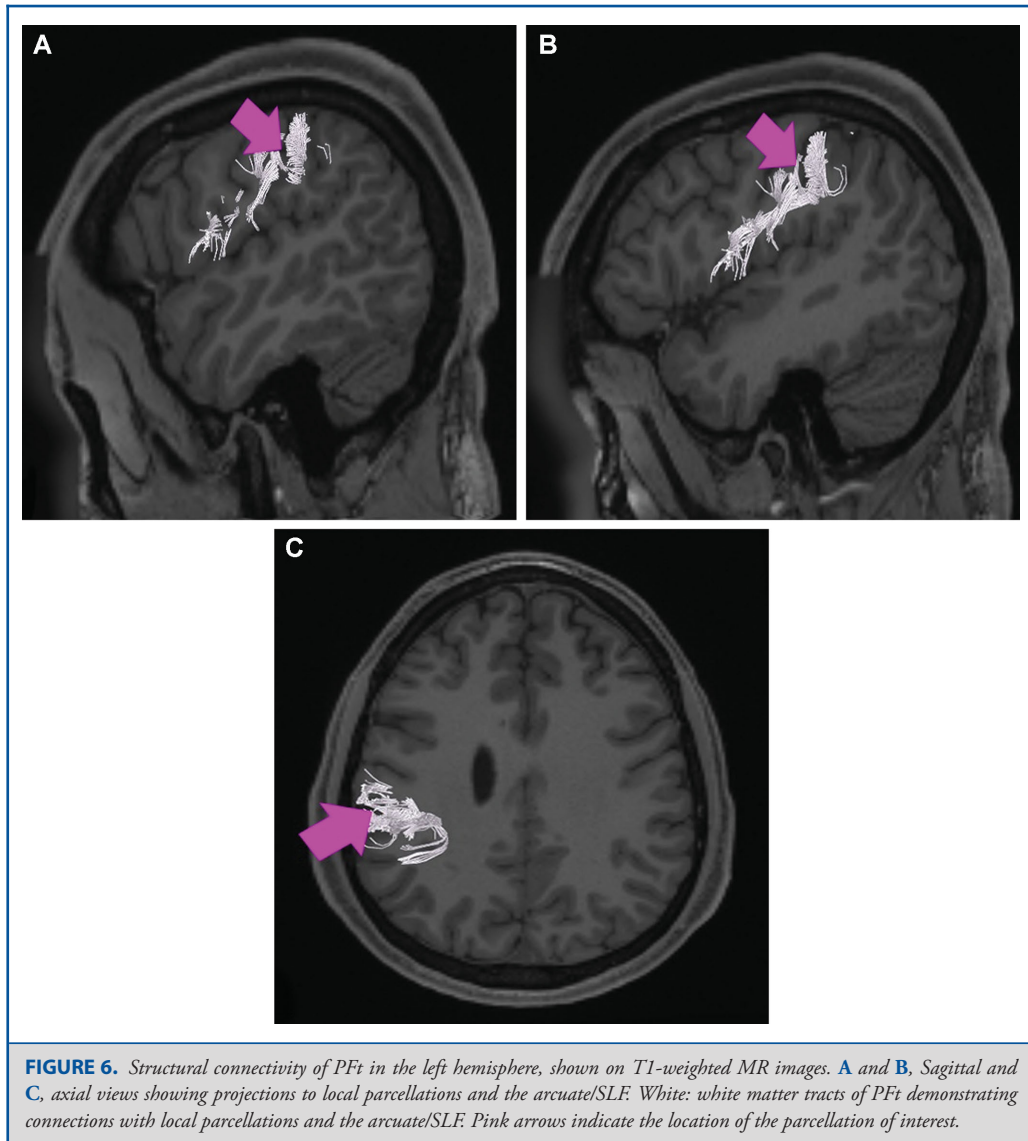 A
B
C
FIGURE 6. Structural connectivity of PFt in the left hemisphere, shown on T1-weighted MR images. A and B, Sagittal and
C, axial views showing projections to local parcellations and the arcuate/SLF. White: white matter tracts of PFt demonstrating
connections with local parcellations and the arcuate/SLF. Pink arrows indicate the location of the parcellation of interest.